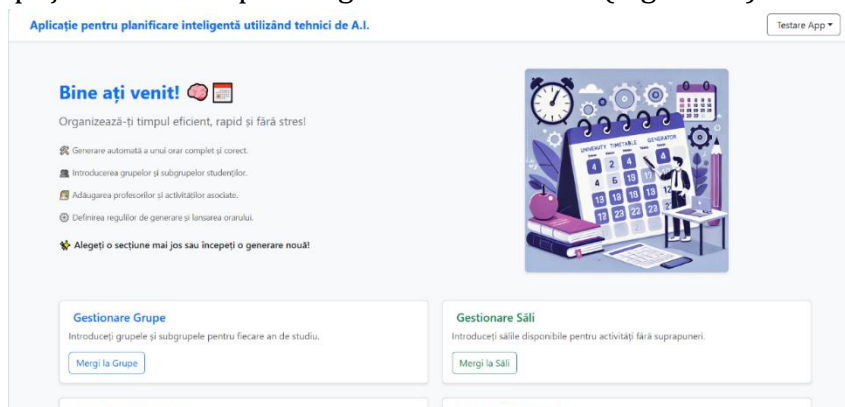 Aplicație pentru planificare inteligentă utilizând tehnici de A.I.
Testare App
Bine ați venit!
Organizează-ți timpul eficient, rapid și fără stres!
Generare automată a unui orar complet și corect.
Introducerea grupelor și subgrupelor studenților.
Adăugarea profesorilor și activităților asociate.
Definirea regulilor de generare și lansarea orarului.
Alegeți o secțiune mai jos sau începeți o generare nouă!
UNIVERSITY TIMETABLE GENERATOR
Gestionare Grupe
Introduceți grupele și subgrupele pentru fiecare an de studiu.
Mergi la Grupe
Gestionare Săli
Introduceți sălile disponibile pentru activități fără suprapuneri.
Mergi la Săli